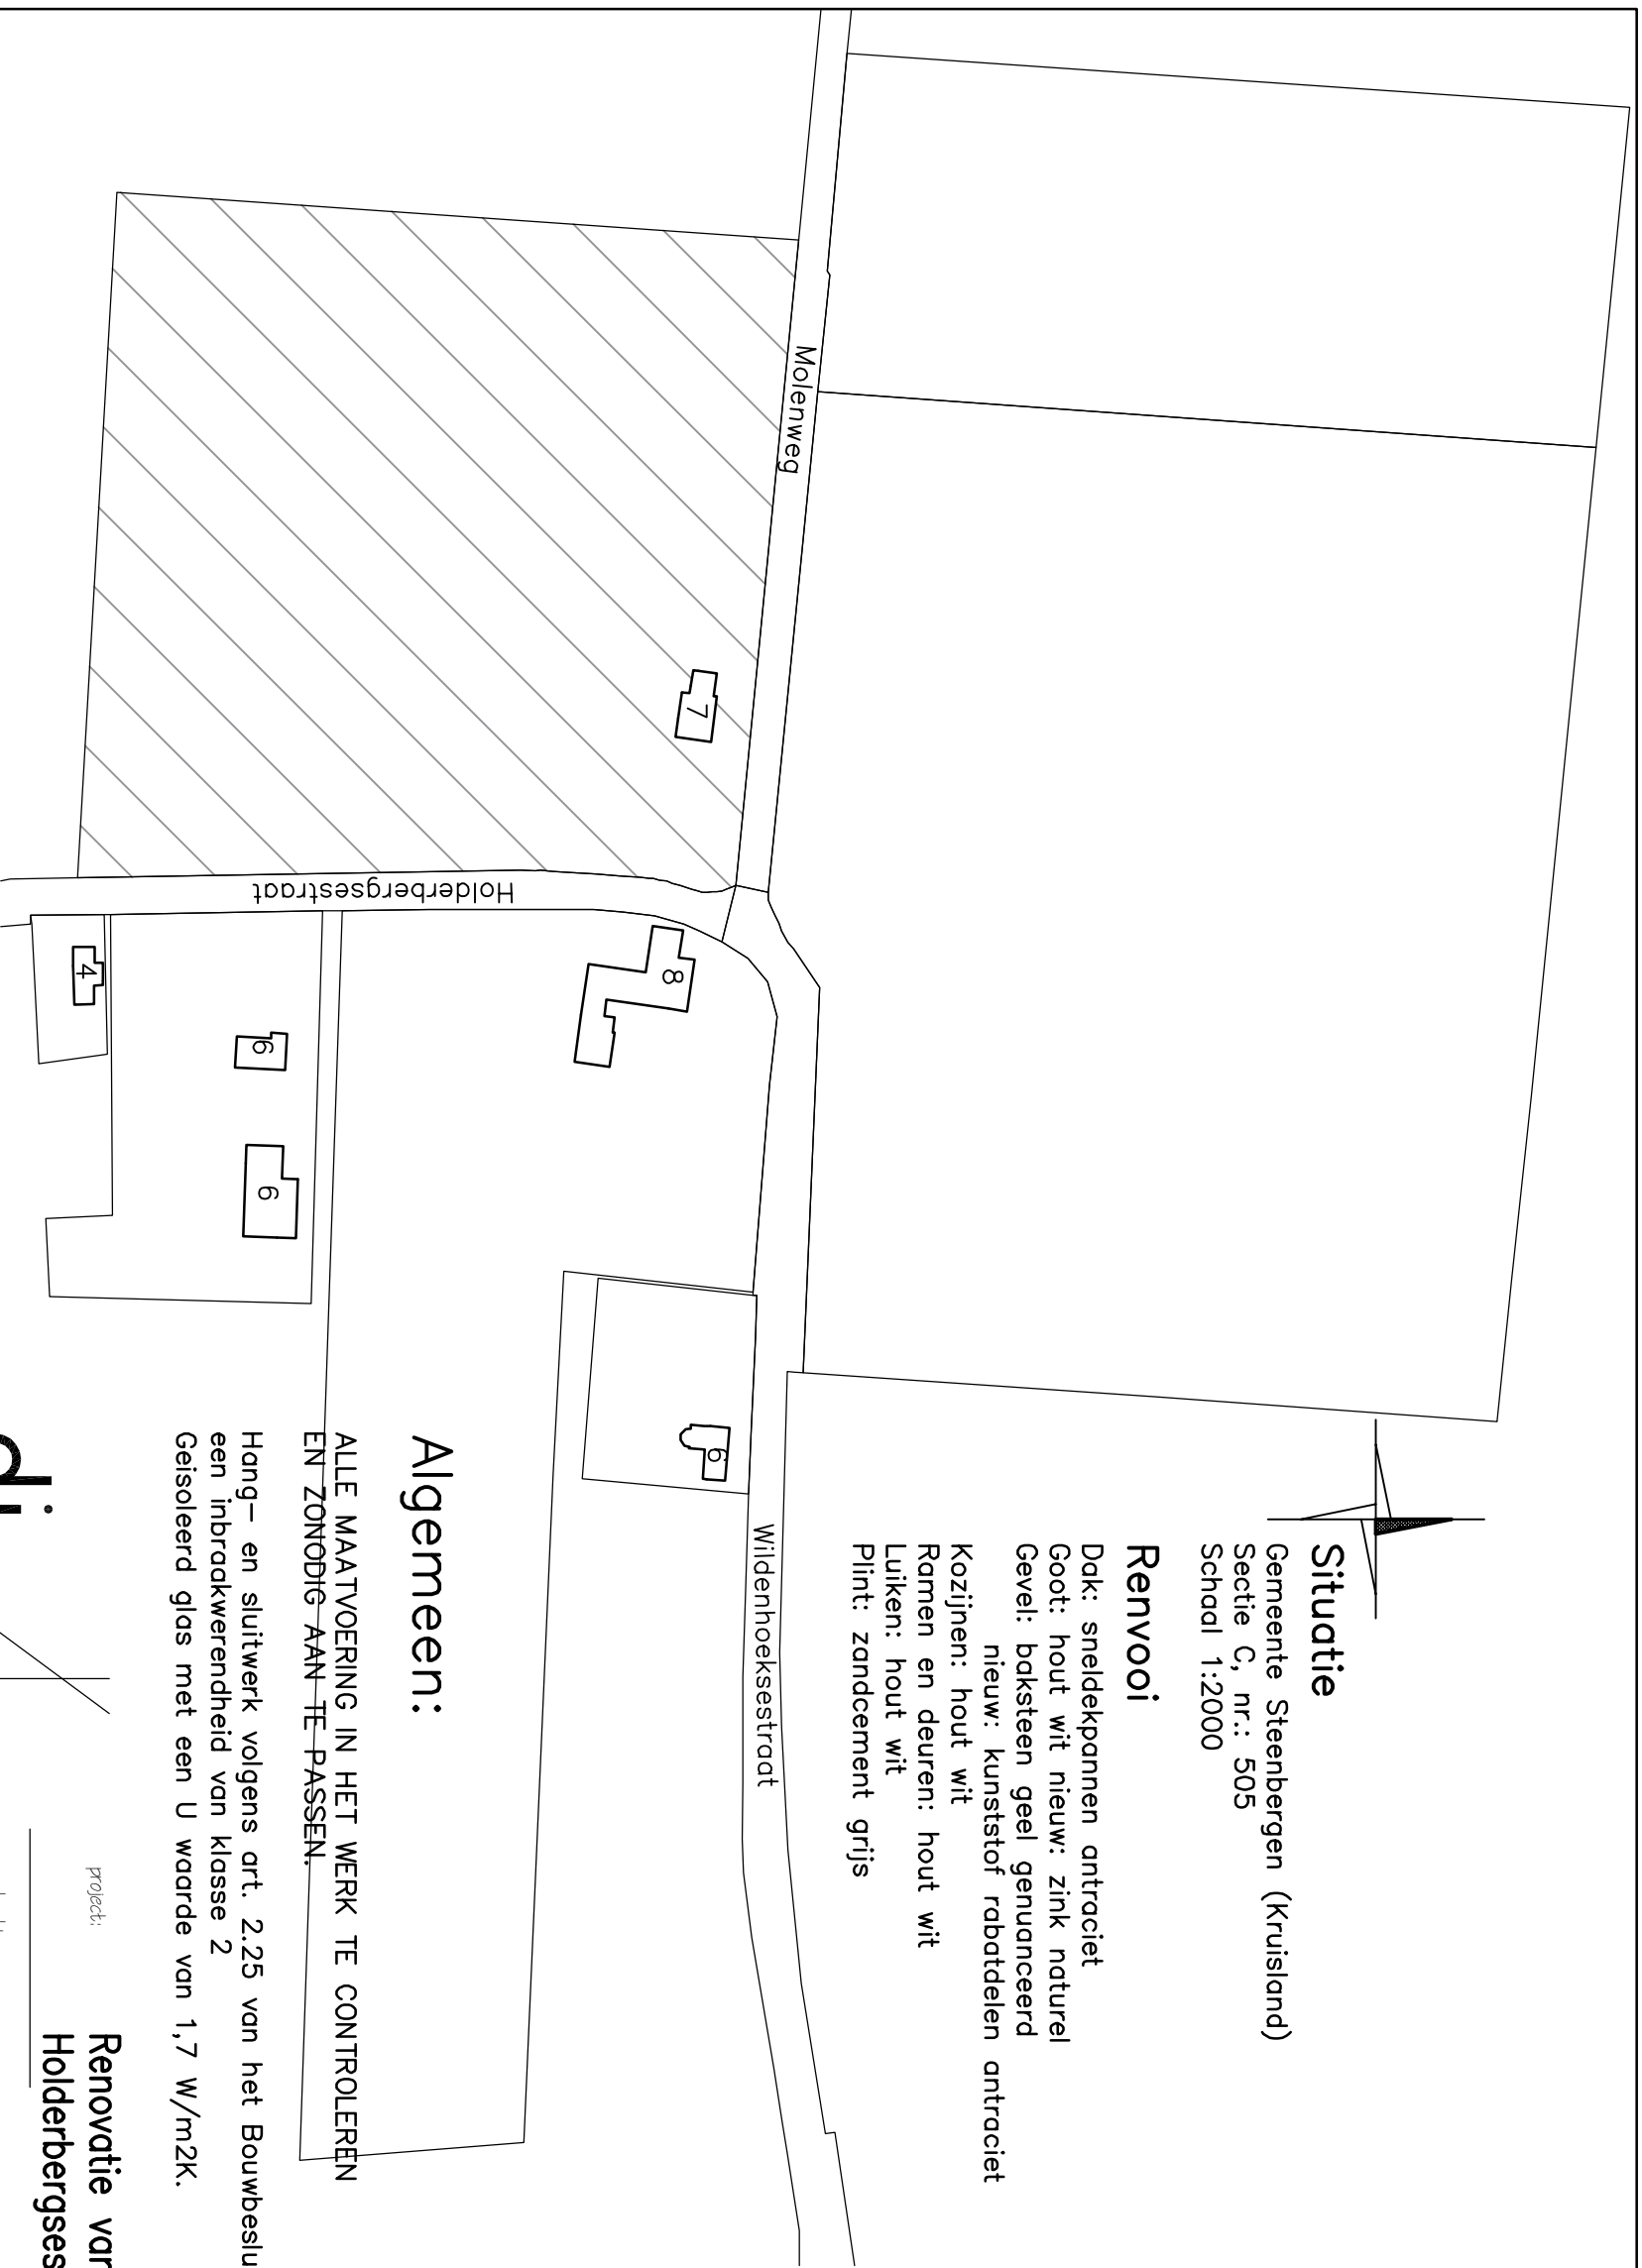 Situatie
Gemeente Steenbergen (Kruisland)
Sectie C, nr.: 505
Schaal 1:2000
Renvooi
Dak: sneldekpannen antraciet
Goot: hout wit nieuw: zink naturel
Gevel: baksteen geel genuanceerd
nieuw: kunststof rabatdelen antraciet
Kozijnen: hout wit
Ramen en deuren: hout wit
Luiken: hout wit
Plint: zandcement grijs
Molenweg
Wildenhoeksestraat
Holderbergsestraat
7
8
6
6
6
4
Algemeen:
ALLE MAATVOERING IN HET WERK TE CONTROLEREN
EN ZONODIG AAN TE PASSEN.
Hang- en sluitwerk volgens art. 2.25 van het Bouwbeslu
een inbraakwerendheid van klasse 2
Geisoleerd glas met een U waarde van 1,7 W/m2K.
di
project:
Renovatie van
Holderbergses